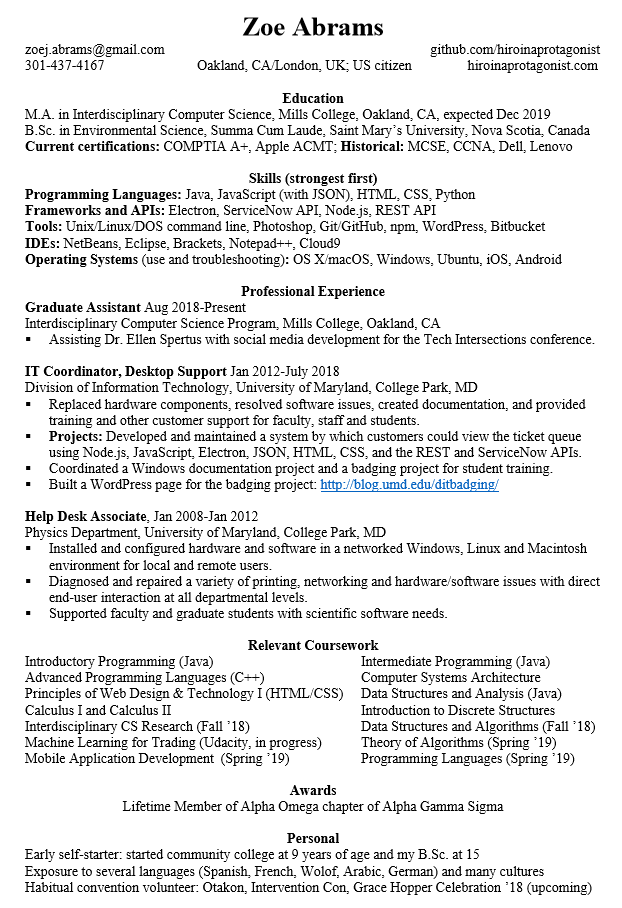 Zoe Abrams
zoej.abrams@gmail.com github.com/hiroinaprotagonist
301-437-4167 Oakland, CA/London, UK; US citizen hiroinaprotagonist.com
Education
M.A. in Interdisciplinary Computer Science, Mills College, Oakland, CA, expected Dec 2019
B.Sc. in Environmental Science, Summa Cum Laude, Saint Mary's University, Nova Scotia, Canada
Current certifications: COMPTIA A+, Apple ACMT; Historical: MCSE, CCNA, Dell, Lenovo
Skills (strongest first)
Programming Languages: Java, JavaScript (with JSON), HTML, CSS, Python
Frameworks and APIs: Electron, ServiceNow API, Node.js, REST API
Tools: Unix/Linux/DOS command line, Photoshop, Git/GitHub, npm, WordPress, Bitbucket
IDEs: NetBeans, Eclipse, Brackets, Notepad++, Cloud9
Operating Systems (use and troubleshooting): OS X/macOS, Windows, Ubuntu, iOS, Android
Professional Experience
Graduate Assistant Aug 2018-Present
Interdisciplinary Computer Science Program, Mills College, Oakland, CA
▪ Assisting Dr. Ellen Spertus with social media development for the Tech Intersections conference.
IT Coordinator, Desktop Support Jan 2012-July 2018
Division of Information Technology, University of Maryland, College Park, MD
▪ Replaced hardware components, resolved software issues, created documentation, and provided
training and other customer support for faculty, staff and students.
▪ Projects: Developed and maintained a system by which customers could view the ticket queue
using Node.js, JavaScript, Electron, JSON, HTML, CSS, and the REST and ServiceNow APIs.
▪ Coordinated a Windows documentation project and a badging project for student training.
▪ Built a WordPress page for the badging project: http://blog.umd.edu/ditbadging/
Help Desk Associate, Jan 2008-Jan 2012
Physics Department, University of Maryland, College Park, MD
▪ Installed and configured hardware and software in a networked Windows, Linux and Macintosh
environment for local and remote users.
▪ Diagnosed and repaired a variety of printing, networking and hardware/software issues with direct
end-user interaction at all departmental levels.
▪ Supported faculty and graduate students with scientific software needs.
Relevant Coursework
Introductory Programming (Java) Intermediate Programming (Java)
Advanced Programming Languages (C++) Computer Systems Architecture
Principles of Web Design & Technology I (HTML/CSS) Data Structures and Analysis (Java)
Calculus I and Calculus II Introduction to Discrete Structures
Interdisciplinary CS Research (Fall '18) Data Structures and Algorithms (Fall '18)
Machine Learning for Trading (Udacity, in progress) Theory of Algorithms (Spring '19)
Mobile Application Development (Spring '19) Programming Languages (Spring '19)
Awards
Lifetime Member of Alpha Omega chapter of Alpha Gamma Sigma
Personal
Early self-starter: started community college at 9 years of age and my B.Sc. at 15
Exposure to several languages (Spanish, French, Wolof, Arabic, German) and many cultures
Habitual convention volunteer: Otakon, Intervention Con, Grace Hopper Celebration '18 (upcoming)